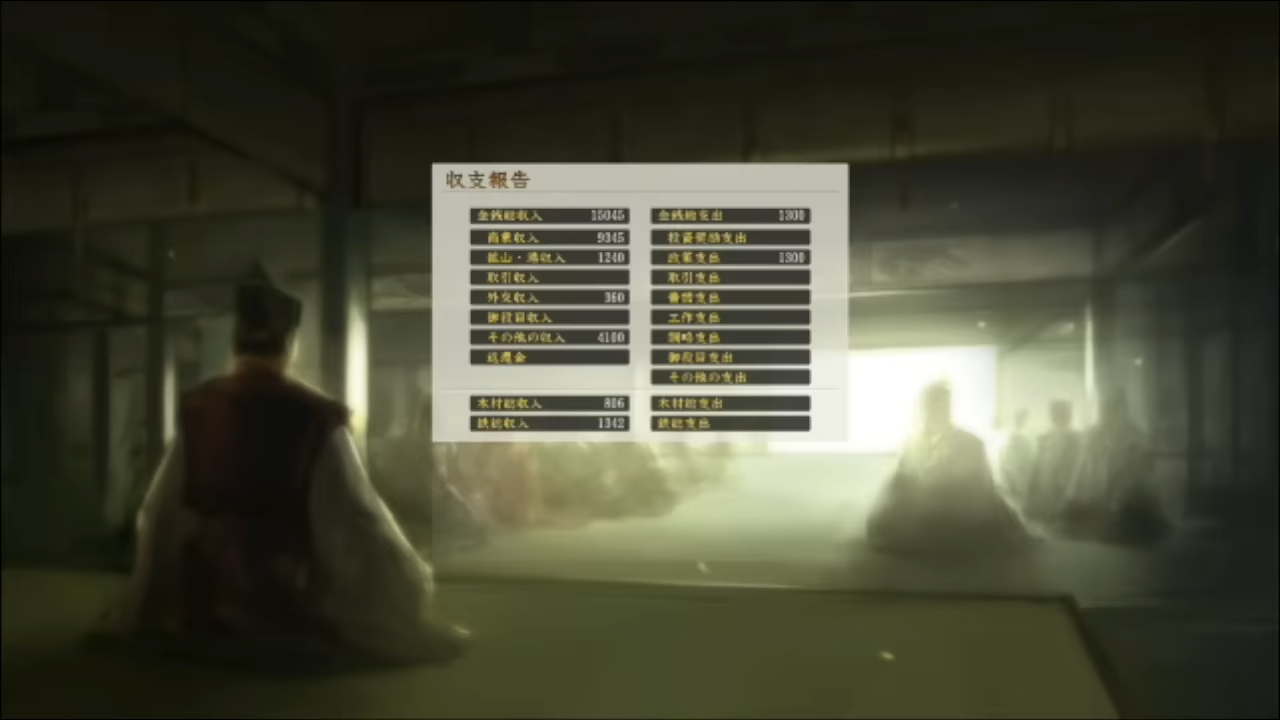 収支報告
金銭総収入 15045
商業収入 9345
鉱山・港収入 1240
取引収入
外交収入 360
御役目収入
その他の収入 4100
返還金
木材総収入 806
鉄総収入 1342
金銭総支出 1300
投資奨励支出
政策支出 1300
取引支出
普請支出
工作支出
調略支出
御役目支出
その他の支出
木材総支出
鉄総支出